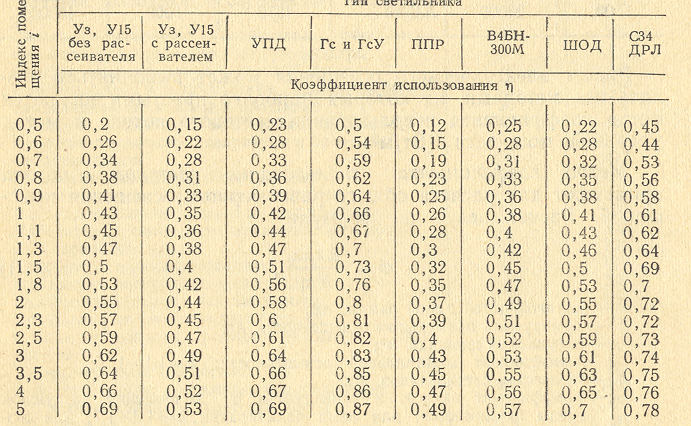 Тип светильника
Индекс поме-
щения i
Уз, У15 без рас- сеивателя | Уз, У15 с рассеи- вателем | УПД | Гс и ГсУ | ППР | В4БН- 300М | ШОД | СЗ4 ДРЛ
Коэффициент использования η
0,5 0,2 0,15 0,23 0,5 0,12 0,25 0,22 0,45
0,6 0,26 0,22 0,28 0,54 0,15 0,28 0,28 0,44
0,7 0,34 0,28 0,33 0,59 0,19 0,31 0,32 0,53
0,8 0,38 0,31 0,36 0,62 0,23 0,33 0,35 0,56
0,9 0,41 0,33 0,39 0,64 0,25 0,36 0,38 0,58
1 0,43 0,35 0,42 0,66 0,26 0,38 0,41 0,61
1,1 0,45 0,36 0,44 0,67 0,28 0,4 0,43 0,62
1,3 0,47 0,38 0,47 0,7 0,3 0,42 0,46 0,64
1,5 0,5 0,4 0,51 0,73 0,32 0,45 0,5 0,69
1,8 0,53 0,42 0,56 0,76 0,35 0,47 0,53 0,7
2 0,55 0,44 0,58 0,8 0,37 0,49 0,55 0,72
2,3 0,57 0,45 0,6 0,81 0,39 0,51 0,57 0,72
2,5 0,59 0,47 0,61 0,82 0,4 0,52 0,59 0,73
3 0,62 0,49 0,64 0,83 0,43 0,53 0,61 0,74
3,5 0,64 0,51 0,66 0,85 0,45 0,55 0,63 0,75
4 0,66 0,52 0,67 0,86 0,47 0,56 0,65 0,76
5 0,69 0,53 0,69 0,87 0,49 0,57 0,7 0,78